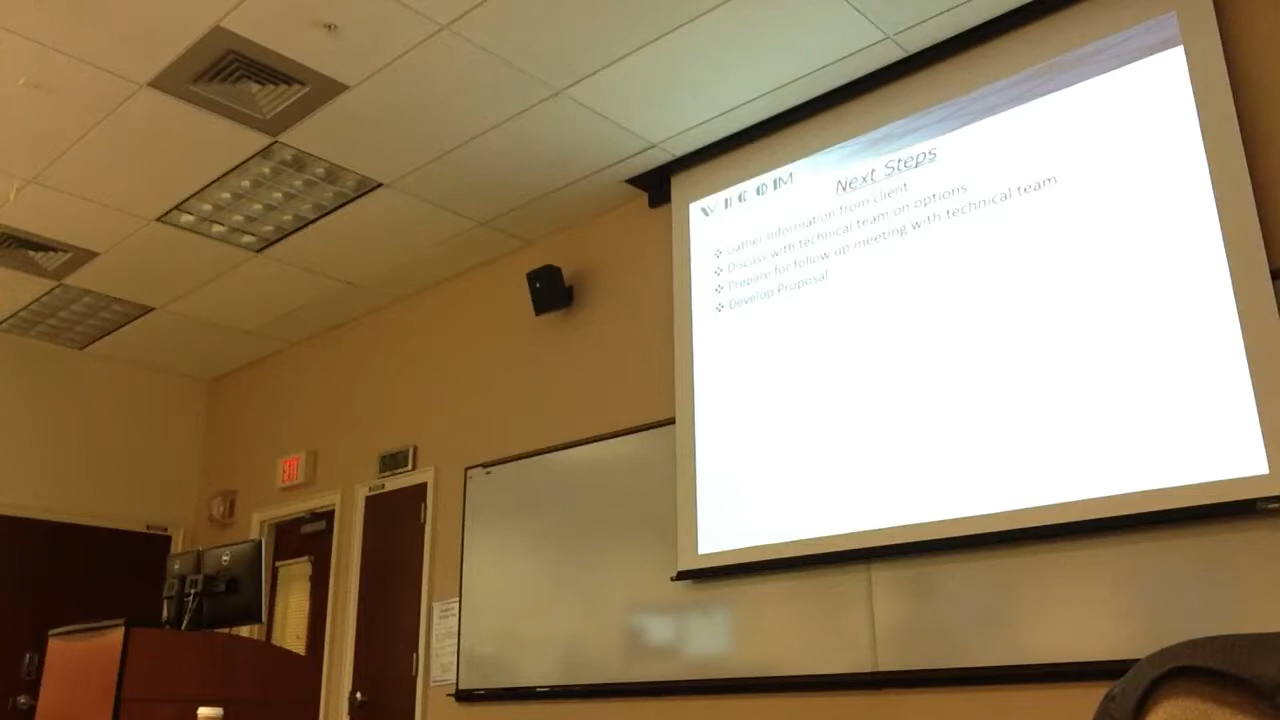 VICOM
Next Steps
❖ Gather information from client
❖ Discuss with technical team on options
❖ Prepare for follow up meeting with technical team
❖ Develop Proposal
EXIT